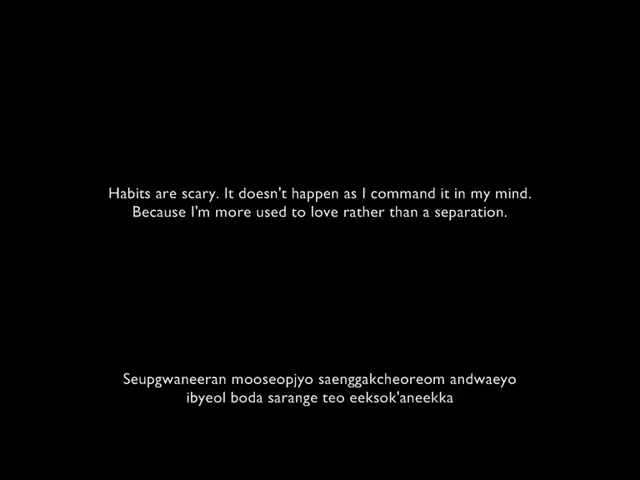 Habits are scary. It doesn't happen as I command it in my mind.
Because I'm more used to love rather than a separation.
Seupgwaneeran mooseopjyo saenggakcheoreom andwaeyo
ibyeol boda sarange teo eeksok'aneekka